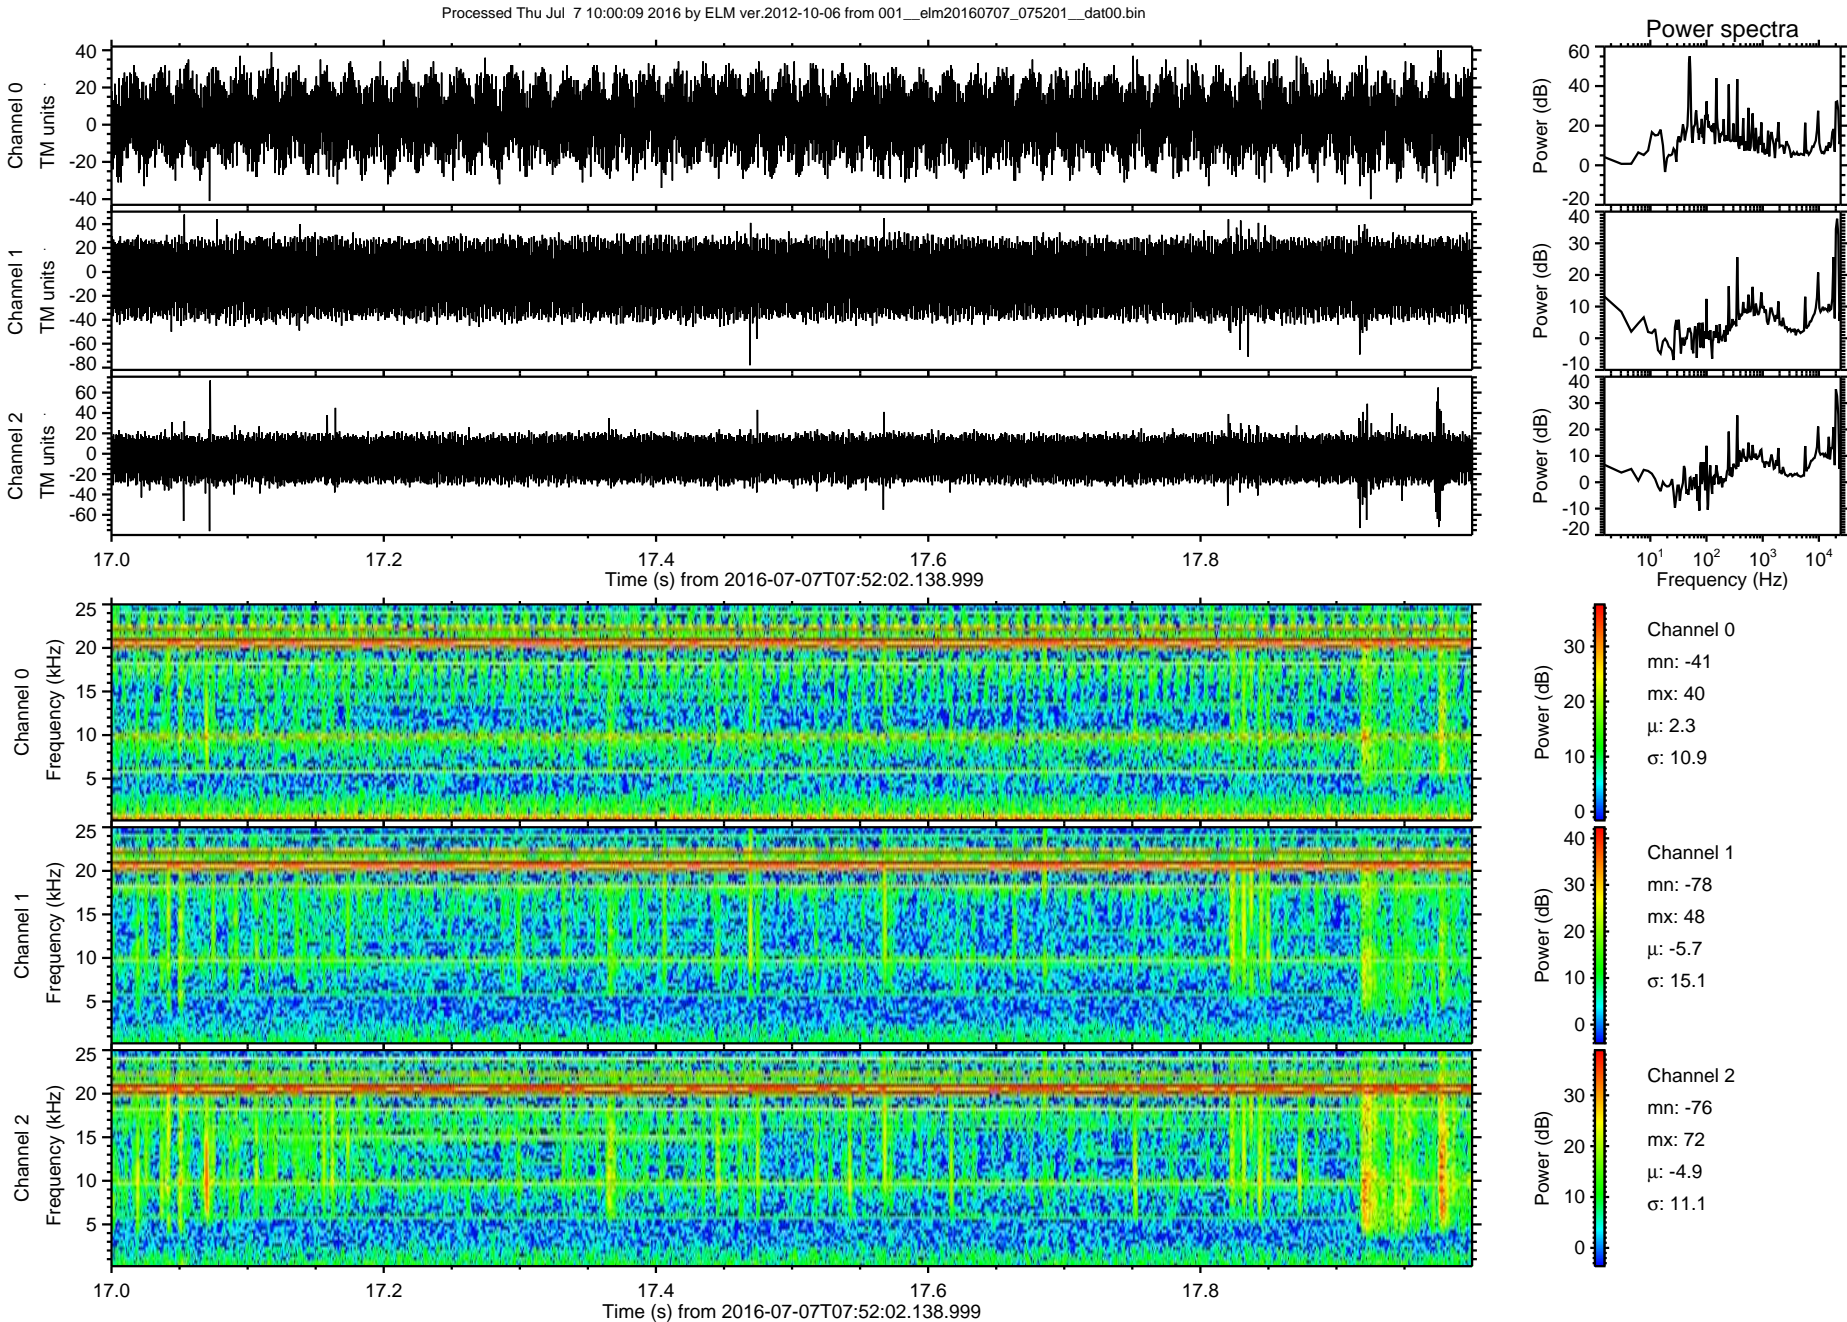 Processed Thu Jul  7 10:00:09 2016 by ELM ver.2012-10-06 from 001__elm20160707_075201__dat00.bin
Power spectra
Channel 0
TM units
40
20
0
-20
-40
Power (dB)
60
40
20
0
-20
Channel 1
TM units
40
20
0
-20
-40
-60
-80
Power (dB)
40
30
20
10
0
-10
Channel 2
TM units
60
40
20
0
-20
-40
-60
Power (dB)
40
30
20
10
0
-10
-20
17.0 17.2 17.4 17.6 17.8
Time (s) from 2016-07-07T07:52:02.138.999
10^1 10^2 10^3 10^4
Frequency (Hz)
Channel 0
Frequency (kHz)
25
20
15
10
5
Power (dB)
30
20
10
0
Channel 0
mn: -41
mx: 40
μ: 2.3
σ: 10.9
Channel 1
Frequency (kHz)
25
20
15
10
5
Power (dB)
40
30
20
10
0
Channel 1
mn: -78
mx: 48
μ: -5.7
σ: 15.1
Channel 2
Frequency (kHz)
25
20
15
10
5
Power (dB)
30
20
10
0
Channel 2
mn: -76
mx: 72
μ: -4.9
σ: 11.1
17.0 17.2 17.4 17.6 17.8
Time (s) from 2016-07-07T07:52:02.138.999